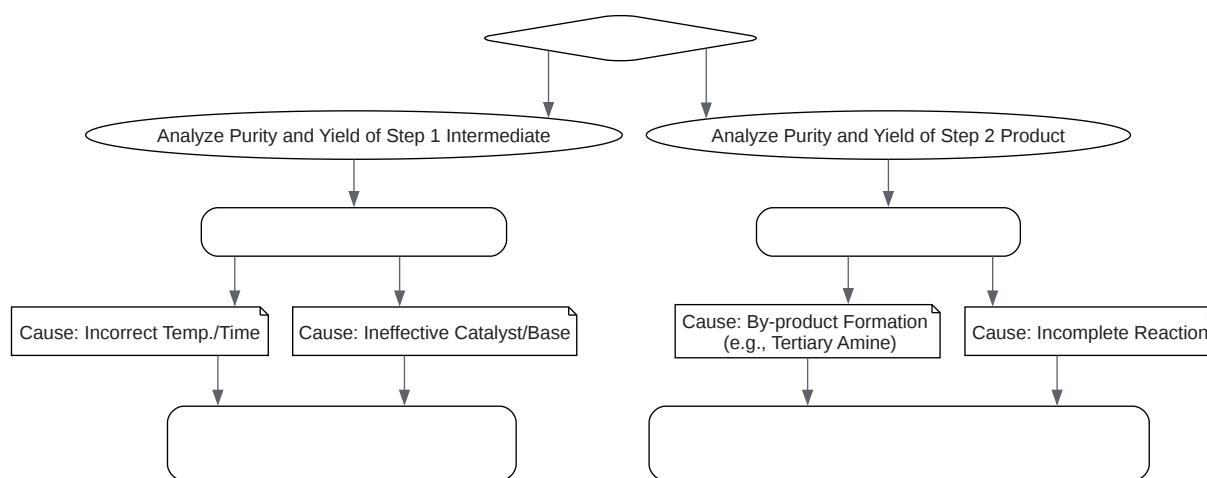 Analyze Purity and Yield of Step 1 Intermediate
Analyze Purity and Yield of Step 2 Product
Cause: Incorrect Temp./Time
Cause: Ineffective Catalyst/Base
Cause: By-product Formation
(e.g., Tertiary Amine)
Cause: Incomplete Reaction